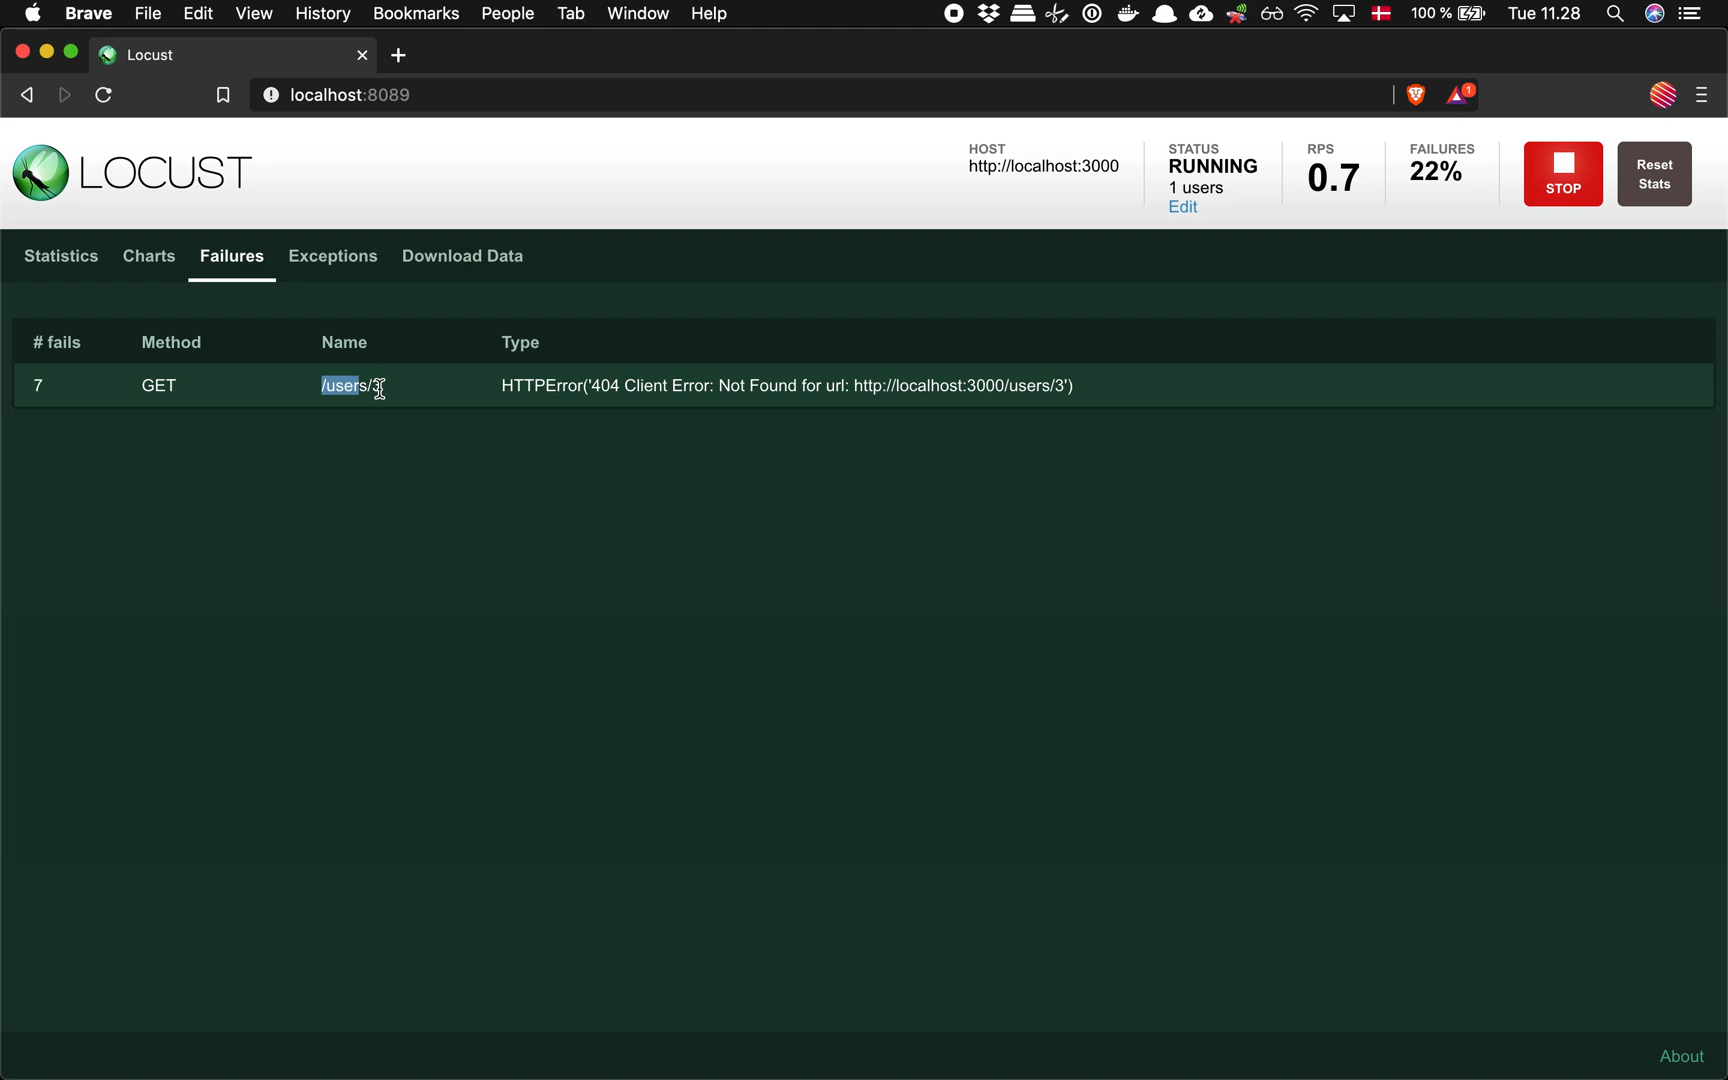 Brave File Edit View History Bookmarks People Tab Window Help 100 % Tue 11.28
Locust
localhost:8089 1
LOCUST
HOST
http://localhost:3000
STATUS
RUNNING
1 users
Edit
RPS
0.7
FAILURES
22%
STOP
Reset
Stats
Statistics Charts Failures Exceptions Download Data
# fails Method Name Type
7 GET /users/3 HTTPError('404 Client Error: Not Found for url: http://localhost:3000/users/3')
About